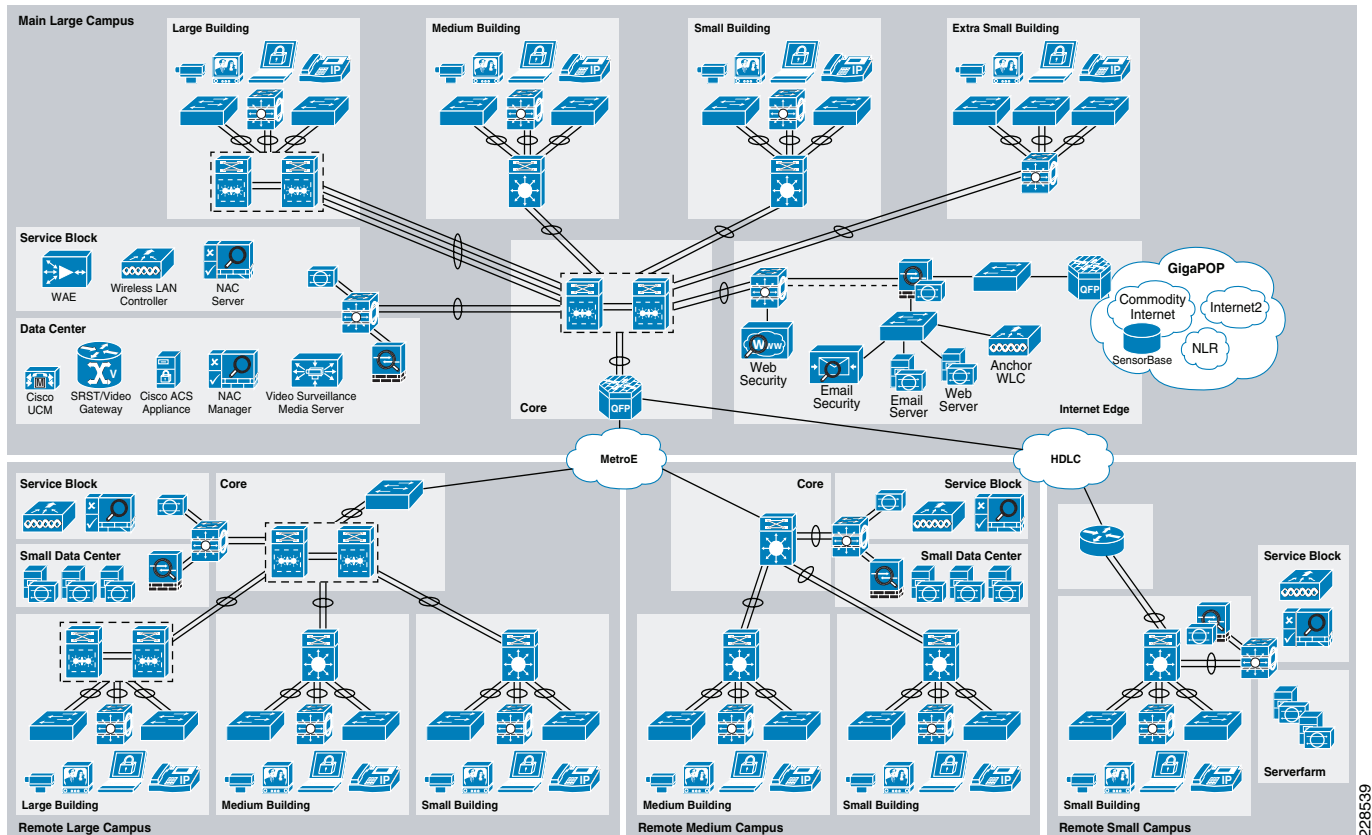 Main Large Campus
Large Building
Medium Building
Small Building
Extra Small Building
IP
IP
IP
IP
Service Block
WAE
Wireless LAN
Controller
NAC
Server
Data Center
M
Cisco
UCM
V
SRST/Video
Gateway
Cisco ACS
Appliance
NAC
Manager
Video Surveillance
Media Server
Core
QFP
Www
Web
Security
Email
Security
Email
Server
Web
Server
Anchor
WLC
Internet Edge
QFP
GigaPOP
Commodity
Internet
Internet2
SensorBase
NLR
MetroE
HDLC
Service Block
Core
Small Data Center
IP
IP
IP
Large Building
Medium Building
Small Building
Remote Large Campus
Core
Service Block
Small Data Center
IP
IP
Medium Building
Small Building
Remote Medium Campus
Service Block
Serverfarm
IP
Small Building
Remote Small Campus
228539